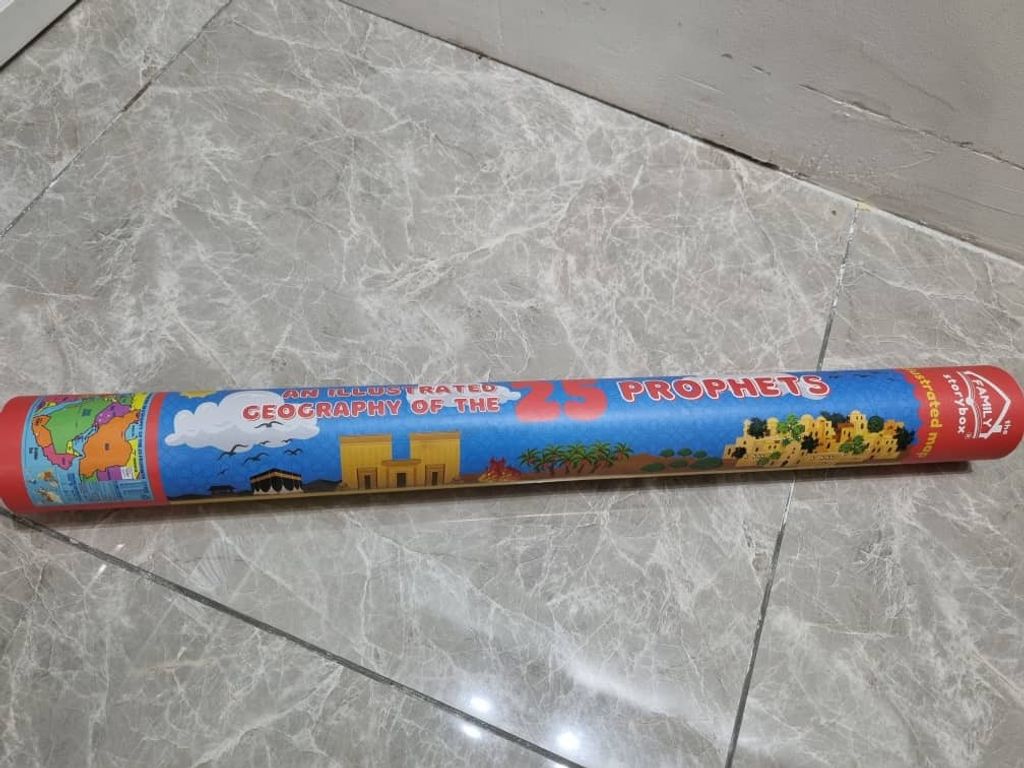 AN ILLUSTRATED
GEOGRAPHY OF THE
25 PROPHETS
the
FAMILY
storybox